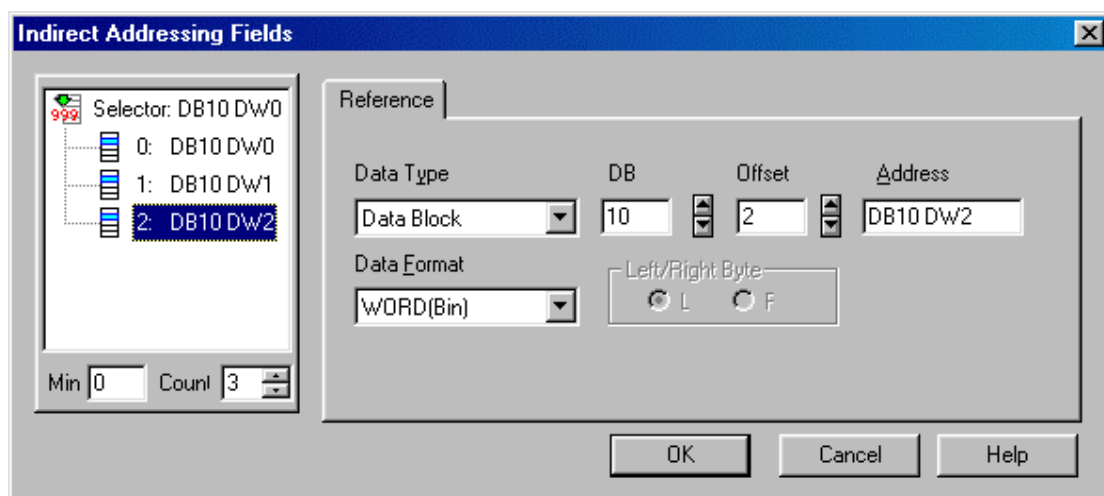 Indirect Addressing Fields
999 Selector: DB10 DW0
0: DB10 DW0
1: DB10 DW1
2: DB10 DW2
Min 0 Count 3
Reference
Data Type DB Offset Address
Data Block 10 2 DB10 DW2
Data Format Left/Right Byte
WORD(Bin) L F
OK Cancel Help